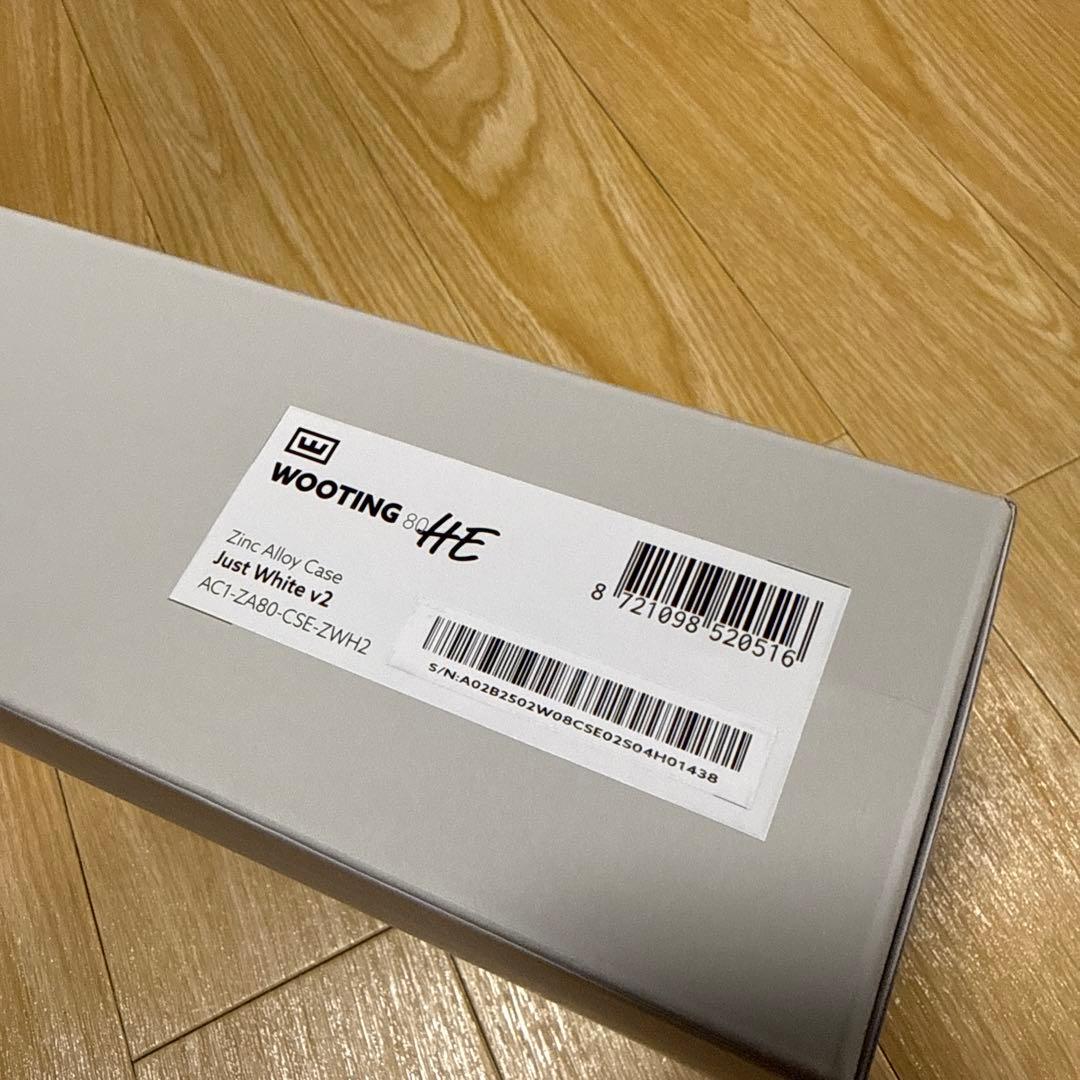 WOOTING 80HE
Zinc Alloy Case
Just White v2
AC1-ZA80-CSE-ZWH2
8 721098 520516
S/N:A02B2502W08CSE02S04H01438